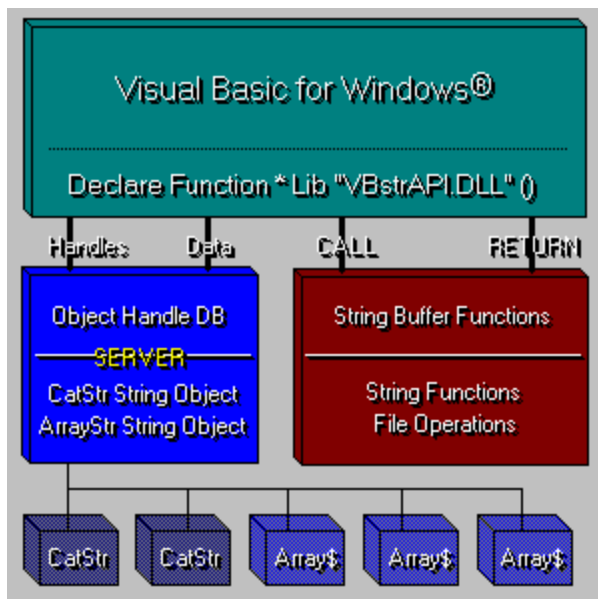 Visual Basic for Windows®
Declare Function * Lib "VBstrAPI.DLL" ()
Handles Data CALL RETURN
Object Handle DB
SERVER
CatStr String Object
ArrayStr String Object
String Buffer Functions
String Functions
File Operations
CatStr CatStr Array$ Array$ Array$